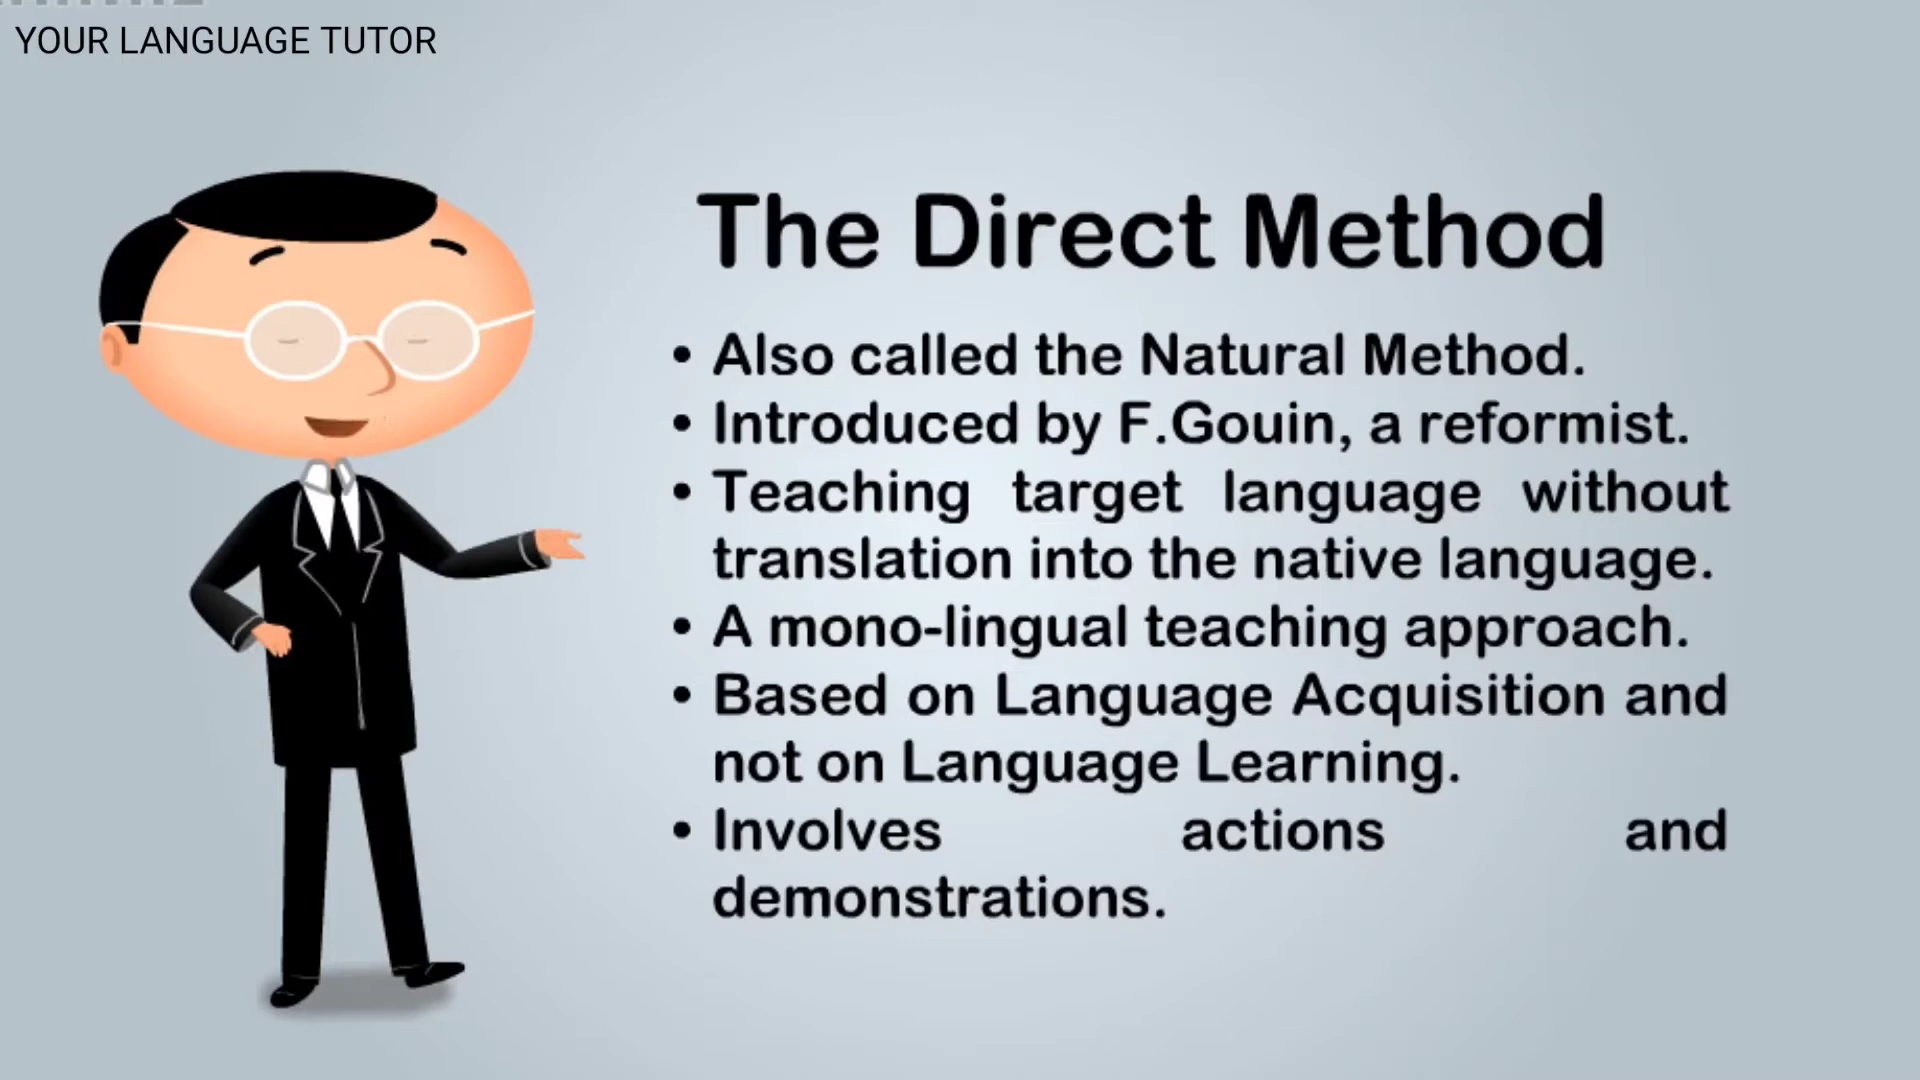 YOUR LANGUAGE TUTOR
The Direct Method
• Also called the Natural Method.
• Introduced by F.Gouin, a reformist.
• Teaching target language without
translation into the native language.
• A mono-lingual teaching approach.
• Based on Language Acquisition and
not on Language Learning.
• Involves actions and
demonstrations.